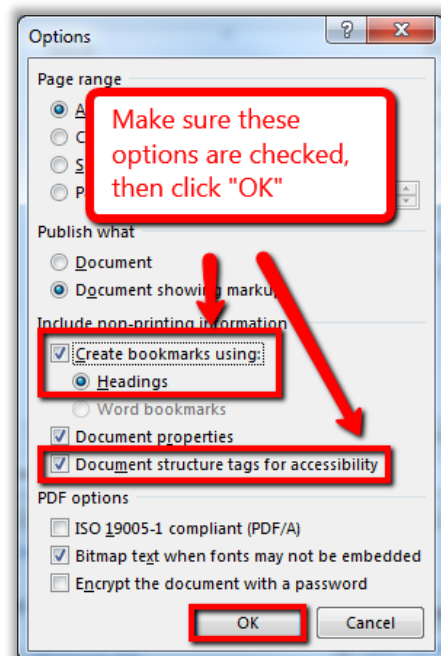 Options
Page range
A
C
S
P
Make sure these
options are checked,
then click "OK"
Publish what
Document
Document showing marku
Include non-printing information
Create bookmarks using:
Headings
Word bookmarks
Document properties
Document structure tags for accessibility
PDF options
ISO 19005-1 compliant (PDF/A)
Bitmap text when fonts may not be embedded
Encrypt the document with a password
OK Cancel